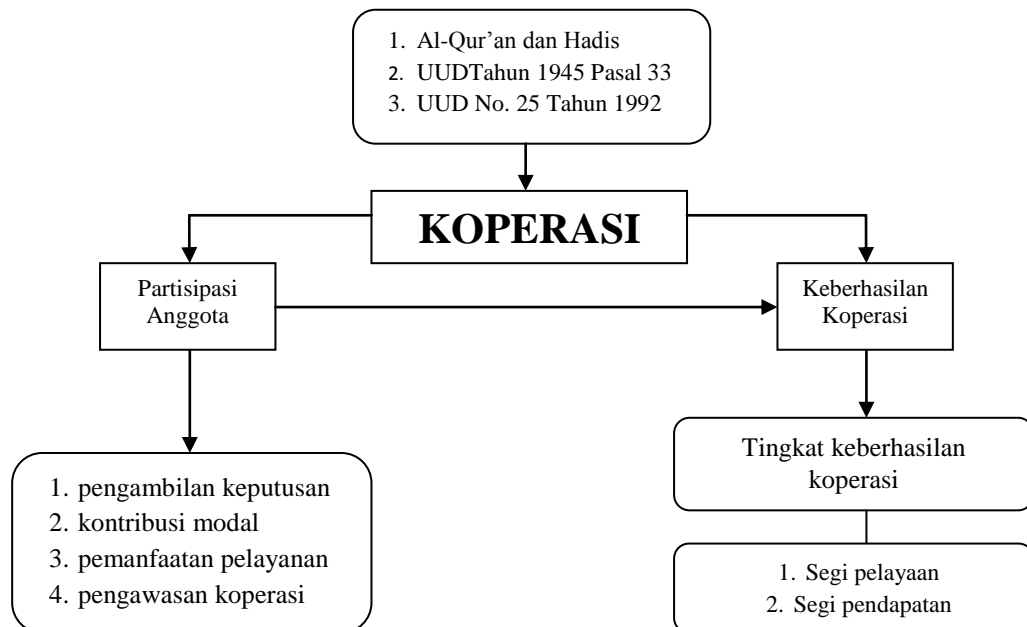 1. Al-Qur’an dan Hadis
2. UUDTahun 1945 Pasal 33
3. UUD No. 25 Tahun 1992
KOPERASI
Partisipasi
Anggota
Keberhasilan
Koperasi
1. pengambilan keputusan
2. kontribusi modal
3. pemanfaatan pelayanan
4. pengawasan koperasi
Tingkat keberhasilan
koperasi
1. Segi pelayaan
2. Segi pendapatan